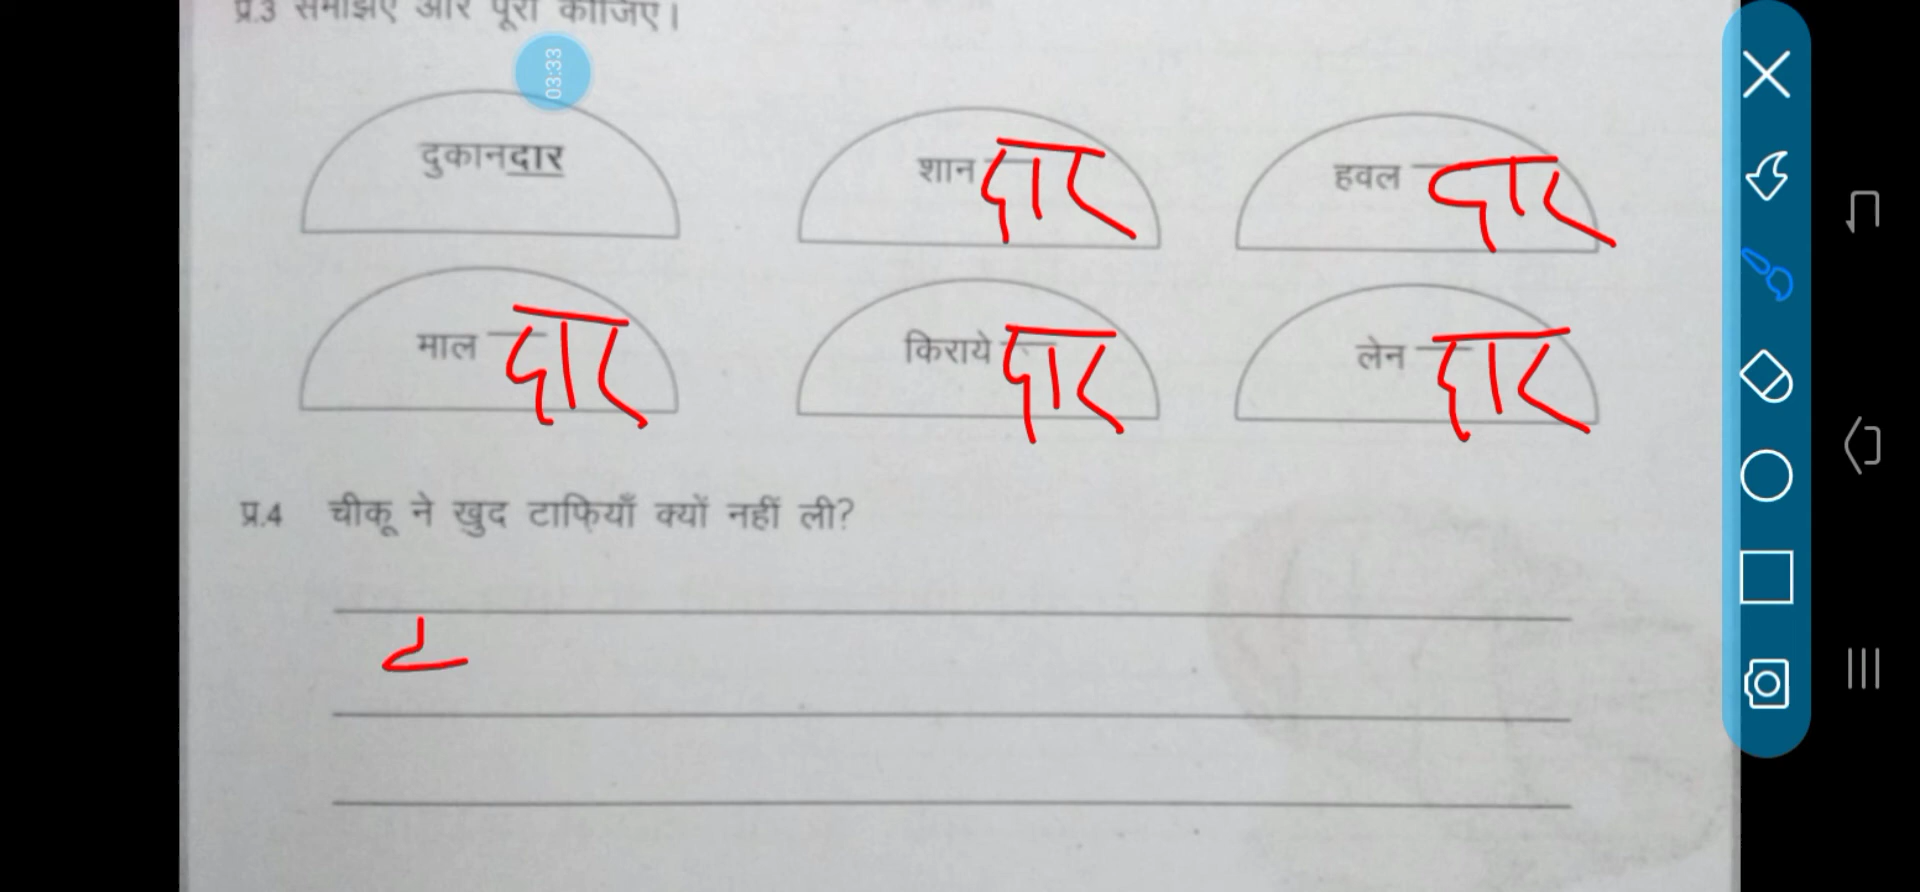 प्र.3 समझिए और पूरा कीजिए।
03:33
दुकानदार शान दार हवल दार
माल दार किराये दार लेन दार
प्र.4 चीकू ने खुद टाफियाँ क्यों नहीं ली?